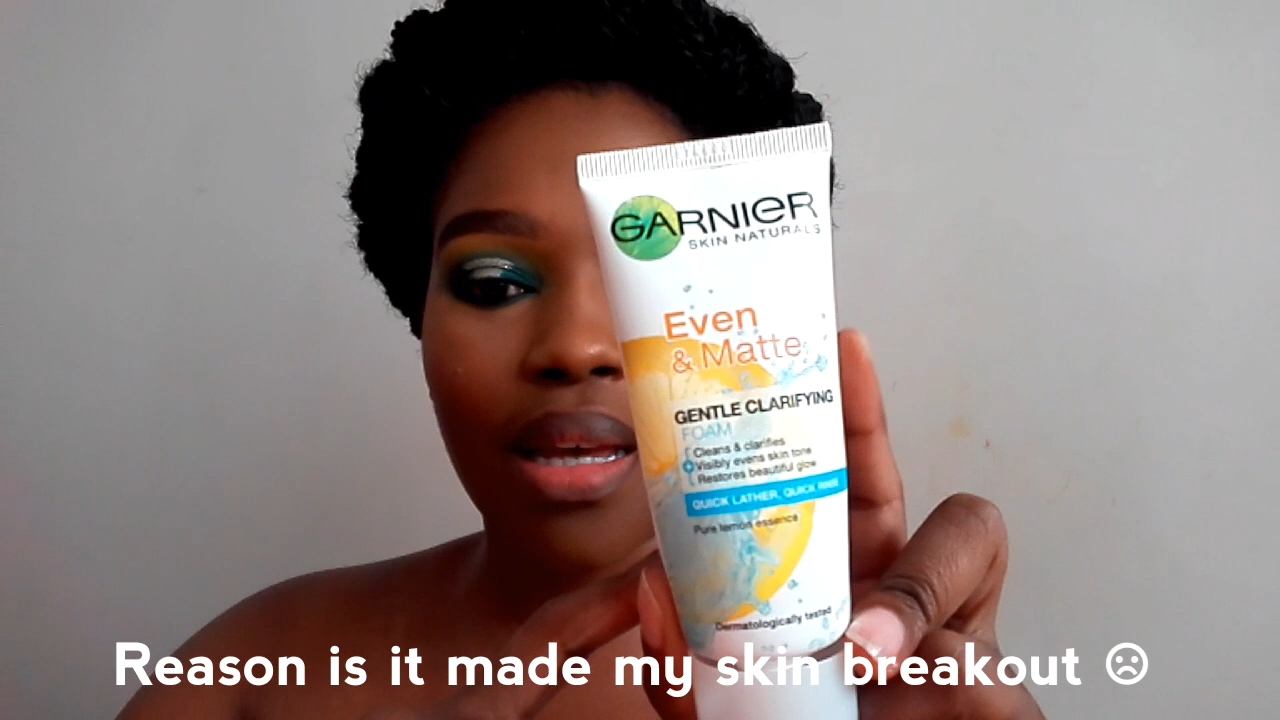 GARNIER
SKIN NATURALS
Even
& Matte
GENTLE CLARIFYING
FOAM
Cleans & clarifies
Visibly evens skin tone
Restores beautiful glow
QUICK LATHER, QUICK RINSE
Pure lemon essence
Dermatologically tested
Reason is it made my skin breakout ☹